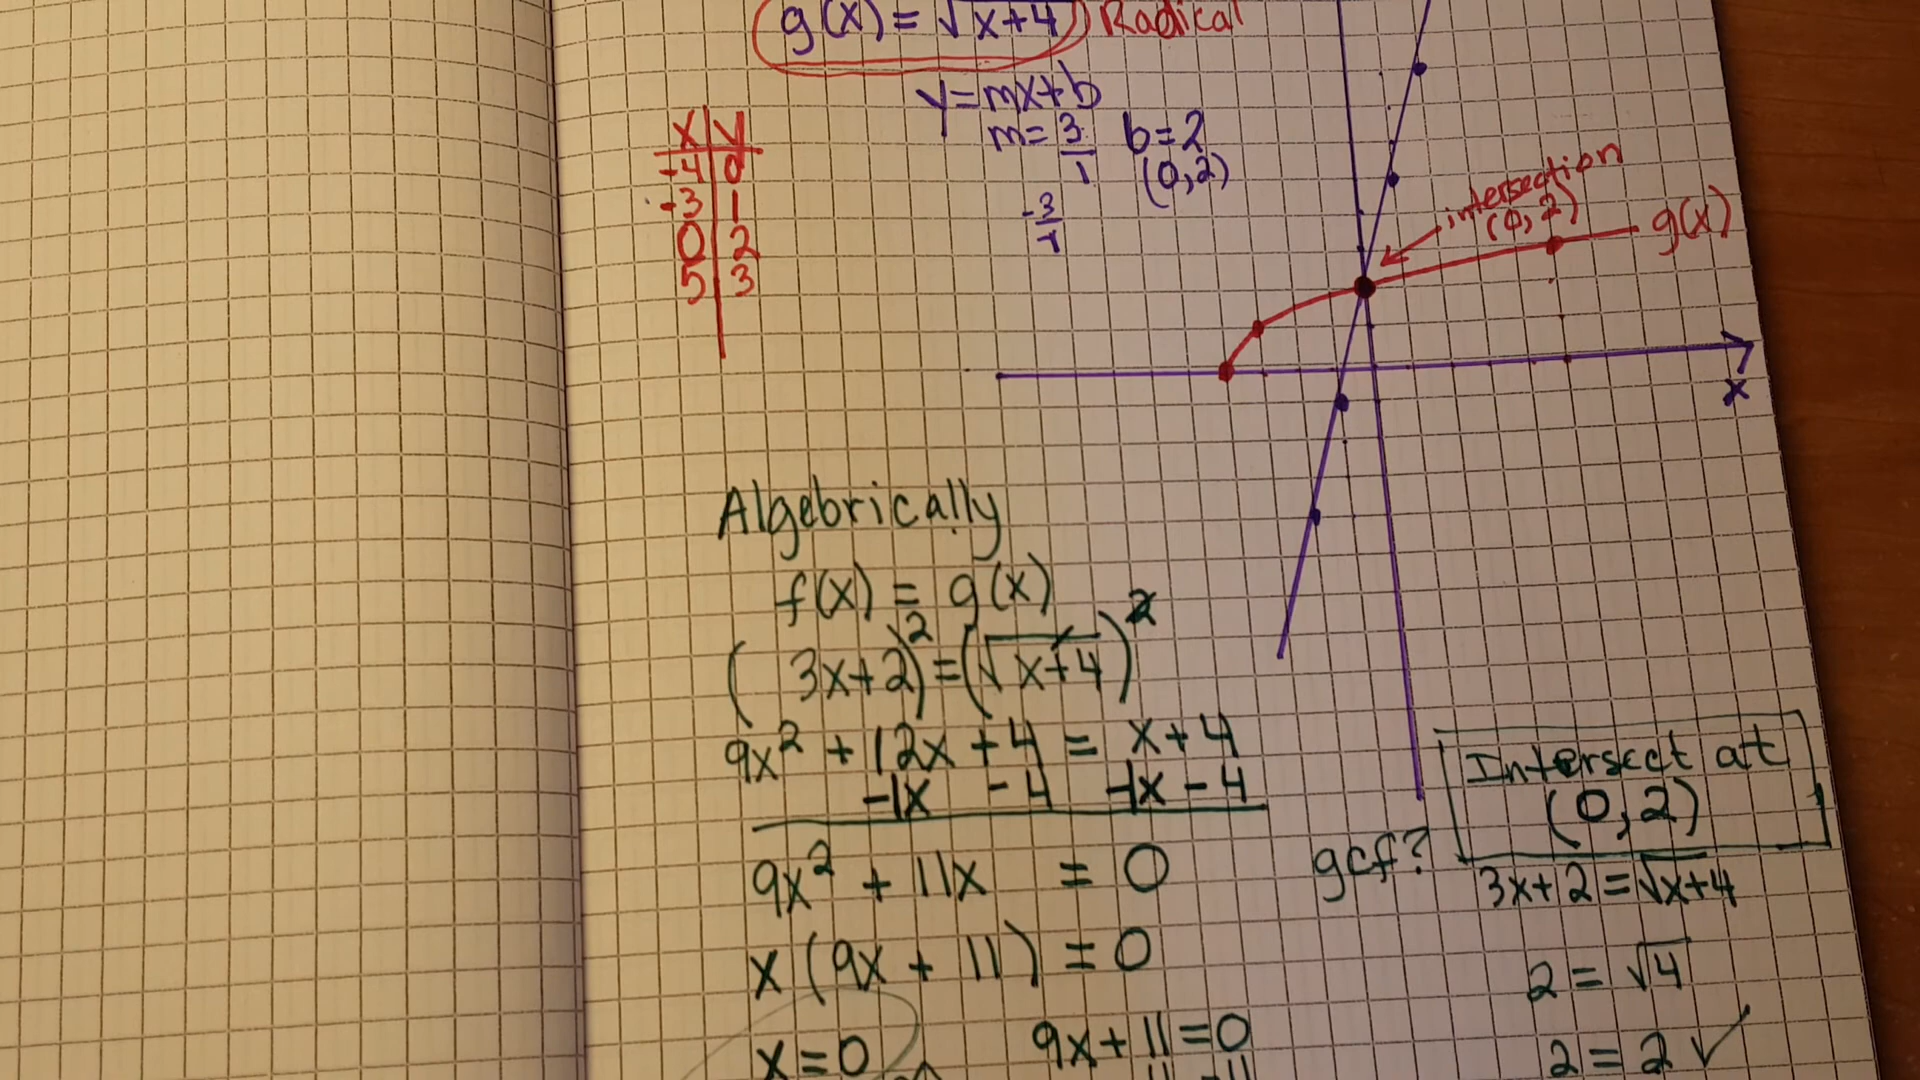 g(x) = √x+4 Radical
y=mx+b
m=3/1 b=2
(0,2)
-3/-1
x | y
-4 | 0
-3 | 1
0 | 2
5 | 3
intersection
(0,2)
g(x)
x
Algebrically
f(x) = g(x)
(3x+2)² = (√x+4)²
9x² + 12x + 4 = x+4
-1x - 4 -1x - 4
9x² + 11x = 0
gcf?
x(9x + 11) = 0
x=0 9x+11=0
Intersect at
(0,2)
3x+2=√x+4
2 = √4
2 = 2 ✓